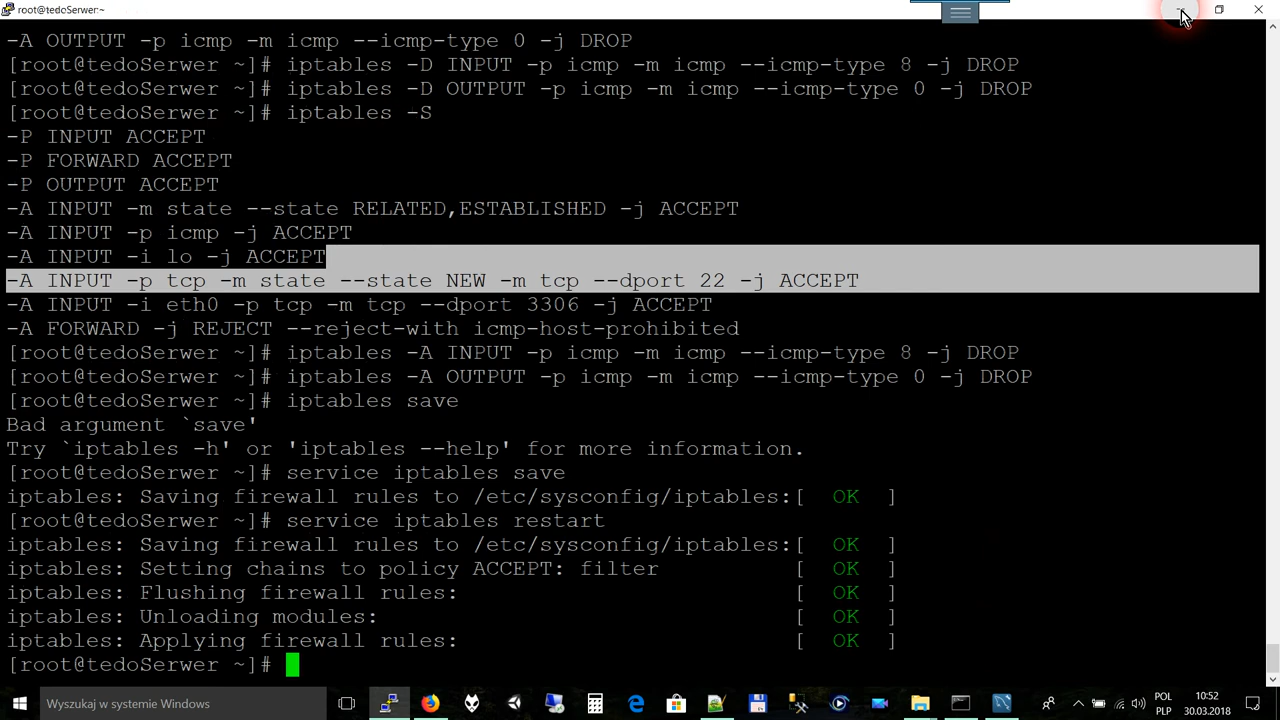 root@tedoSerwer:~
-A OUTPUT -p icmp -m icmp --icmp-type 0 -j DROP
[root@tedoSerwer ~]# iptables -D INPUT -p icmp -m icmp --icmp-type 8 -j DROP
[root@tedoSerwer ~]# iptables -D OUTPUT -p icmp -m icmp --icmp-type 0 -j DROP
[root@tedoSerwer ~]# iptables -S
-P INPUT ACCEPT
-P FORWARD ACCEPT
-P OUTPUT ACCEPT
-A INPUT -m state --state RELATED,ESTABLISHED -j ACCEPT
-A INPUT -p icmp -j ACCEPT
-A INPUT -i lo -j ACCEPT
-A INPUT -p tcp -m state --state NEW -m tcp --dport 22 -j ACCEPT
-A INPUT -i eth0 -p tcp -m tcp --dport 3306 -j ACCEPT
-A FORWARD -j REJECT --reject-with icmp-host-prohibited
[root@tedoSerwer ~]# iptables -A INPUT -p icmp -m icmp --icmp-type 8 -j DROP
[root@tedoSerwer ~]# iptables -A OUTPUT -p icmp -m icmp --icmp-type 0 -j DROP
[root@tedoSerwer ~]# iptables save
Bad argument `save'
Try `iptables -h' or 'iptables --help' for more information.
[root@tedoSerwer ~]# service iptables save
iptables: Saving firewall rules to /etc/sysconfig/iptables:[  OK  ]
[root@tedoSerwer ~]# service iptables restart
iptables: Saving firewall rules to /etc/sysconfig/iptables:[  OK  ]
iptables: Setting chains to policy ACCEPT: filter          [  OK  ]
iptables: Flushing firewall rules:                         [  OK  ]
iptables: Unloading modules:                               [  OK  ]
iptables: Applying firewall rules:                         [  OK  ]
[root@tedoSerwer ~]#
Wyszukaj w systemie Windows
POL
PLP
10:52
30.03.2018